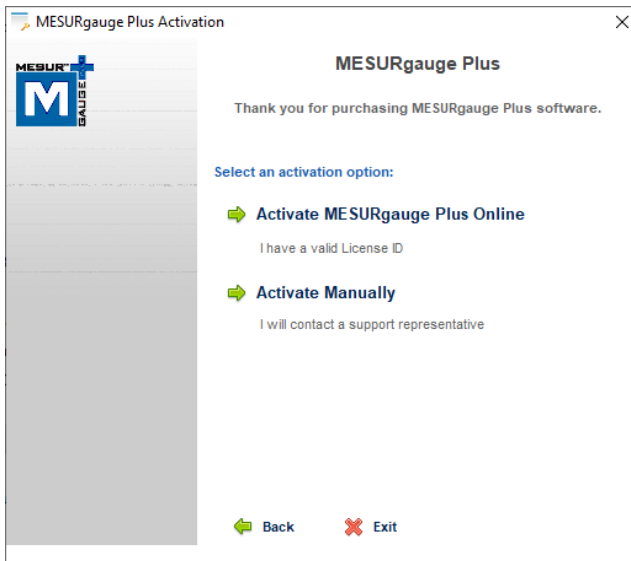 MESURgauge Plus Activation
MESUR™
M
GAUGE
MESURgauge Plus
Thank you for purchasing MESURgauge Plus software.
Select an activation option:
Activate MESURgauge Plus Online
I have a valid License ID
Activate Manually
I will contact a support representative
Back Exit